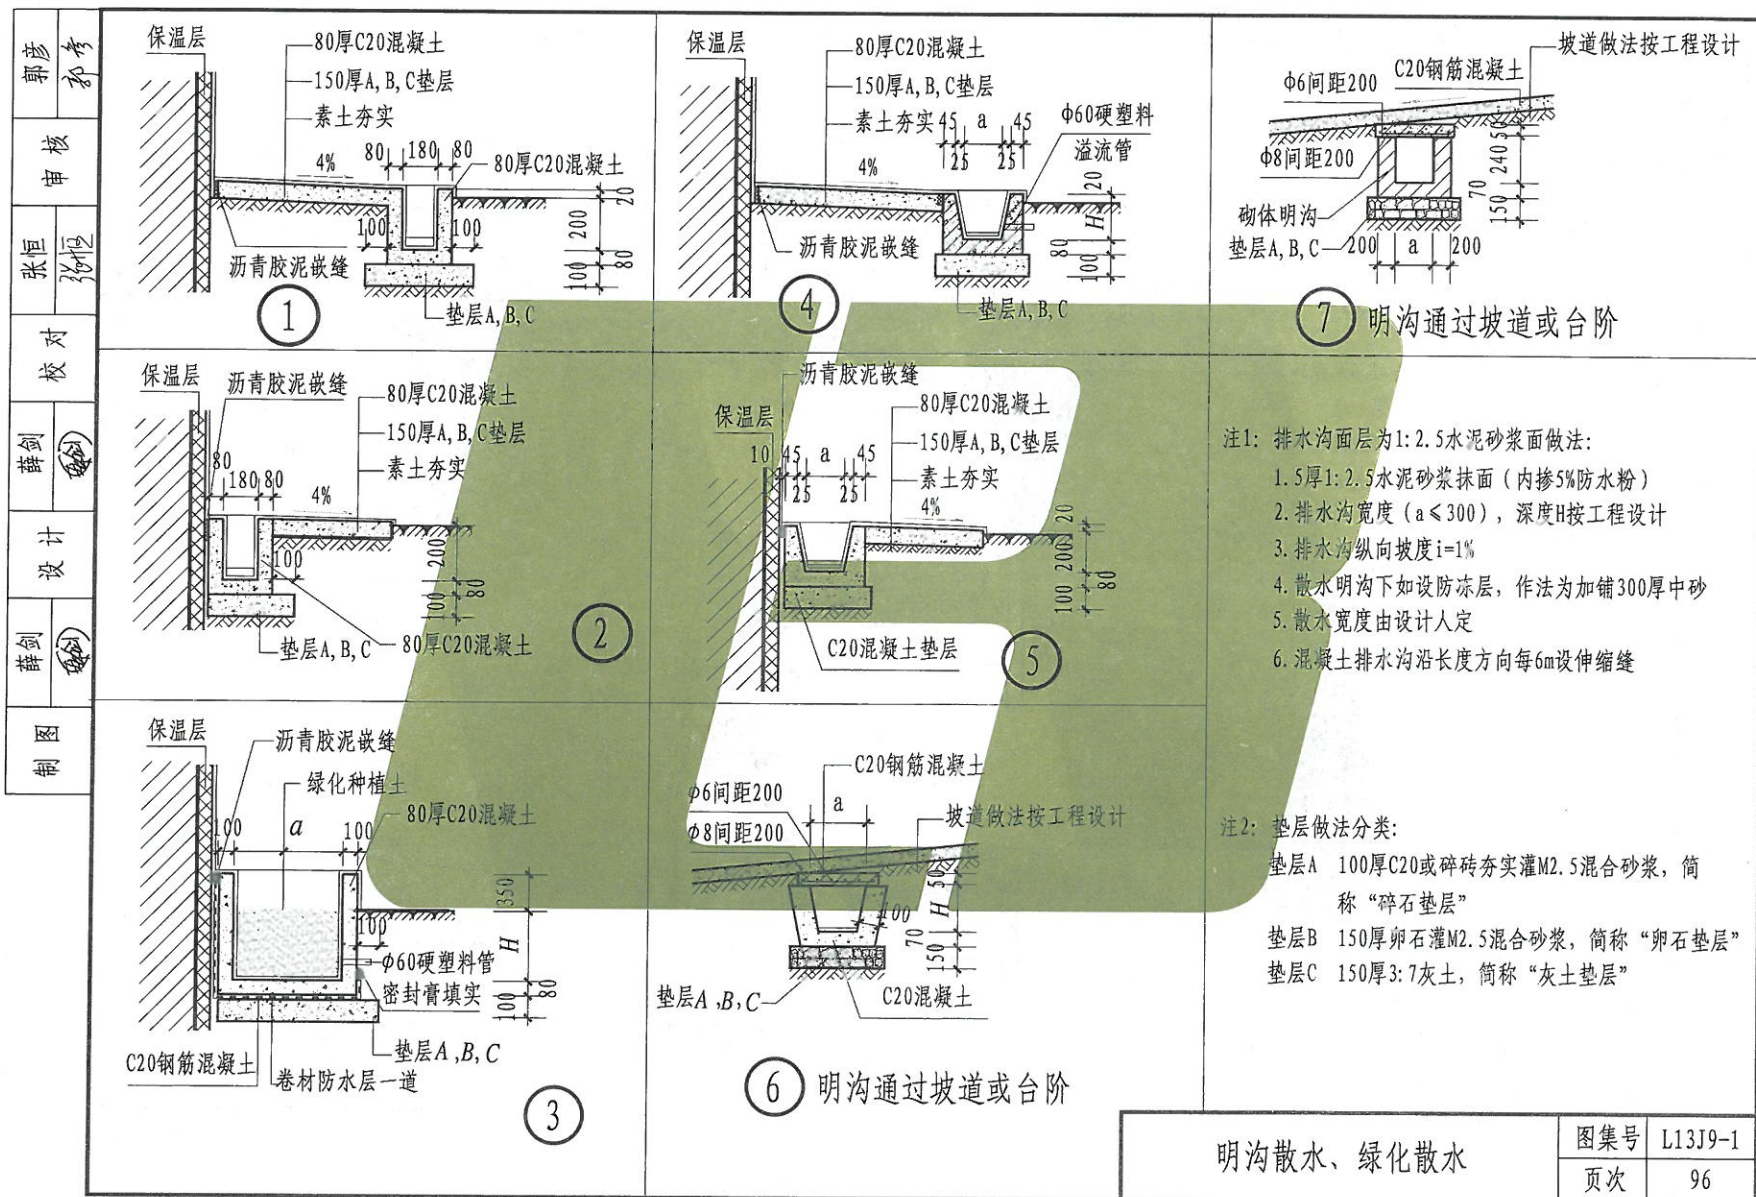 郭彦
审核
张恒
校对
薛剑
设计
薛剑
制图
保温层
80厚C20混凝土
150厚A,B,C垫层
素土夯实
80 180 80
4%
80厚C20混凝土
20
200
100 100
80
100
沥青胶泥嵌缝
垫层A,B,C
1
保温层
80厚C20混凝土
150厚A,B,C垫层
素土夯实
45 a 45
25 25
Φ60硬塑料
溢流管
4%
20
H
80
100
沥青胶泥嵌缝
垫层A,B,C
4
坡道做法按工程设计
C20钢筋混凝土
Φ6间距200
Φ8间距200
50
240
70
150
砌体明沟
垫层A,B,C
200 a 200
7 明沟通过坡道或台阶
保温层
沥青胶泥嵌缝
80厚C20混凝土
150厚A,B,C垫层
素土夯实
80
180 80
4%
100
200
80
100
垫层A,B,C
80厚C20混凝土
2
沥青胶泥嵌缝
保温层
80厚C20混凝土
150厚A,B,C垫层
素土夯实
10 45 a 45
25 25
4%
20
200
80
100
C20混凝土垫层
5
注1: 排水沟面层为1:2.5水泥砂浆面做法:
1.5厚1:2.5水泥砂浆抹面（内掺5%防水粉）
2.排水沟宽度（a≤300），深度H按工程设计
3.排水沟纵向坡度i=1%
4.散水明沟下如设防冻层，作法为加铺300厚中砂
5.散水宽度由设计人定
6.混凝土排水沟沿长度方向每6m设伸缩缝
保温层
沥青胶泥嵌缝
绿化种植土
80厚C20混凝土
100 a 100
350
100
H
80
100
Φ60硬塑料管
密封膏填实
垫层A,B,C
C20钢筋混凝土
卷材防水层一道
3
C20钢筋混凝土
Φ6间距200
a
Φ8间距200
坡道做法按工程设计
50
H
100
70
150
垫层A,B,C
C20混凝土
6 明沟通过坡道或台阶
注2: 垫层做法分类:
垫层A 100厚C20或碎砖夯实灌M2.5混合砂浆，简
称“碎石垫层”
垫层B 150厚卵石灌M2.5混合砂浆，简称“卵石垫层”
垫层C 150厚3:7灰土，简称“灰土垫层”
明沟散水、绿化散水
图集号 L13J9-1
页次 96